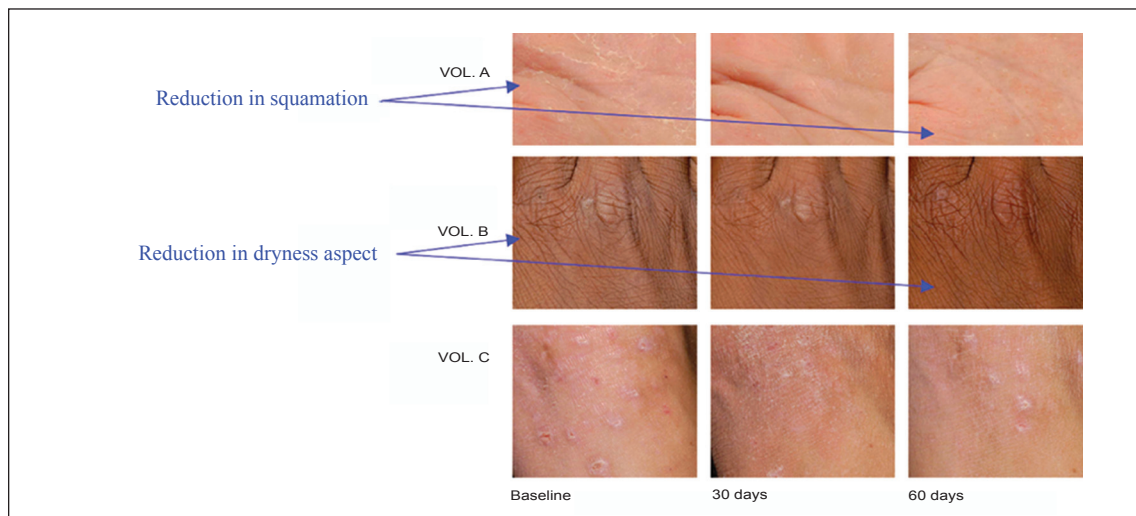 VOL. A
Reduction in squamation
VOL. B
Reduction in dryness aspect
VOL. C
Baseline
30 days
60 days